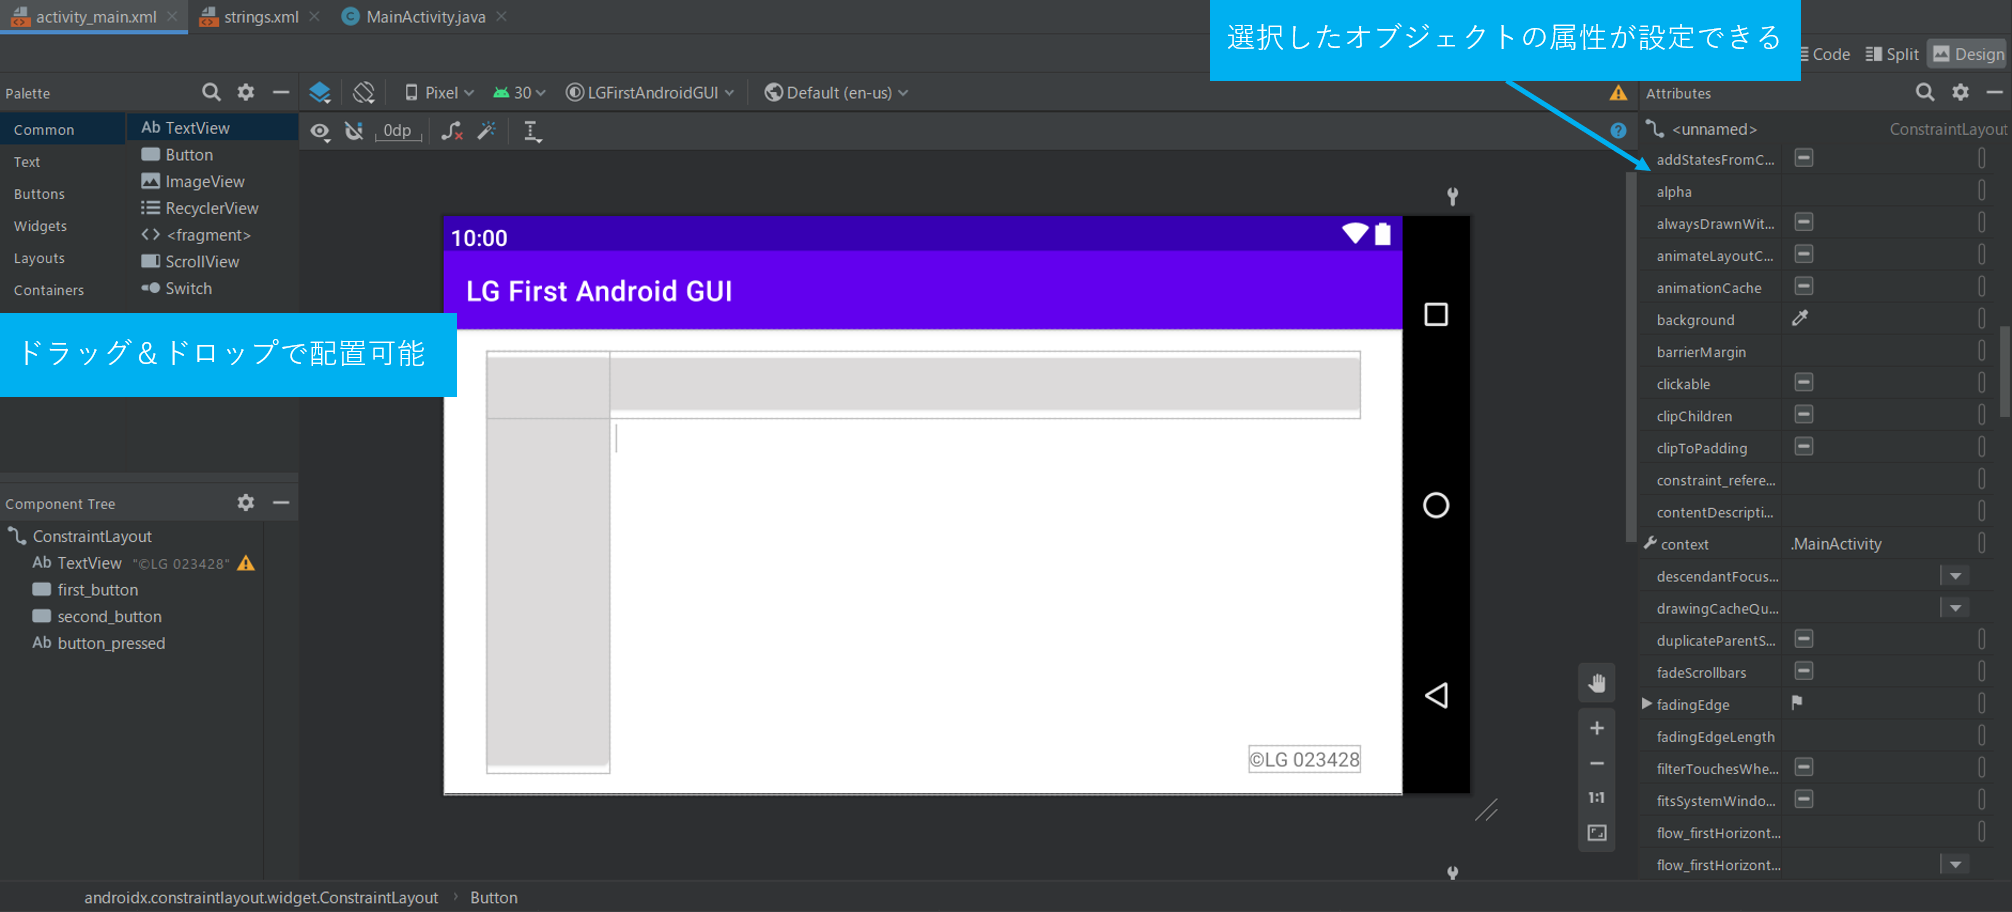 activity_main.xml
strings.xml
MainActivity.java
選択したオブジェクトの属性が設定できる
Code
Split
Design
Palette
Pixel
30
LGFirstAndroidGUI
Default (en-us)
Attributes
Common
Text
Buttons
Widgets
Layouts
Containers
Ab TextView
Button
ImageView
RecyclerView
<fragment>
ScrollView
Switch
0dp
<unnamed>
ConstraintLayout
ドラッグ＆ドロップで配置可能
10:00
LG First Android GUI
©LG 023428
1:1
Component Tree
ConstraintLayout
Ab TextView "©LG 023428"
first_button
second_button
Ab button_pressed
addStatesFromC...
alpha
alwaysDrawnWit...
animateLayoutC...
animationCache
background
barrierMargin
clickable
clipChildren
clipToPadding
constraint_refere...
contentDescripti...
context .MainActivity
descendantFocus...
drawingCacheQu...
duplicateParentS...
fadeScrollbars
fadingEdge
fadingEdgeLength
filterTouchesWhe...
fitsSystemWindo...
flow_firstHorizont...
flow_firstHorizont...
androidx.constraintlayout.widget.ConstraintLayout › Button